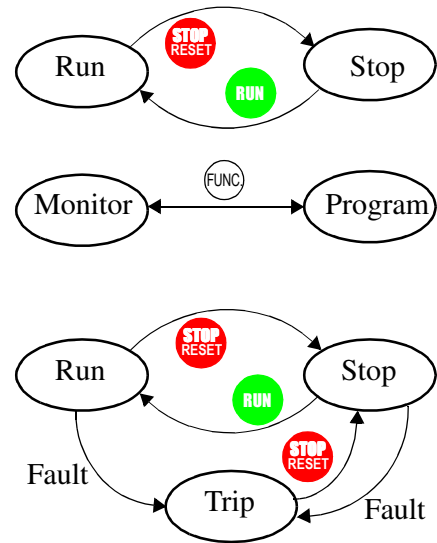 STOP
RESET
Run
Stop
RUN
FUNC.
Monitor
Program
STOP
RESET
Run
Stop
RUN
STOP
RESET
Fault
Trip
Fault